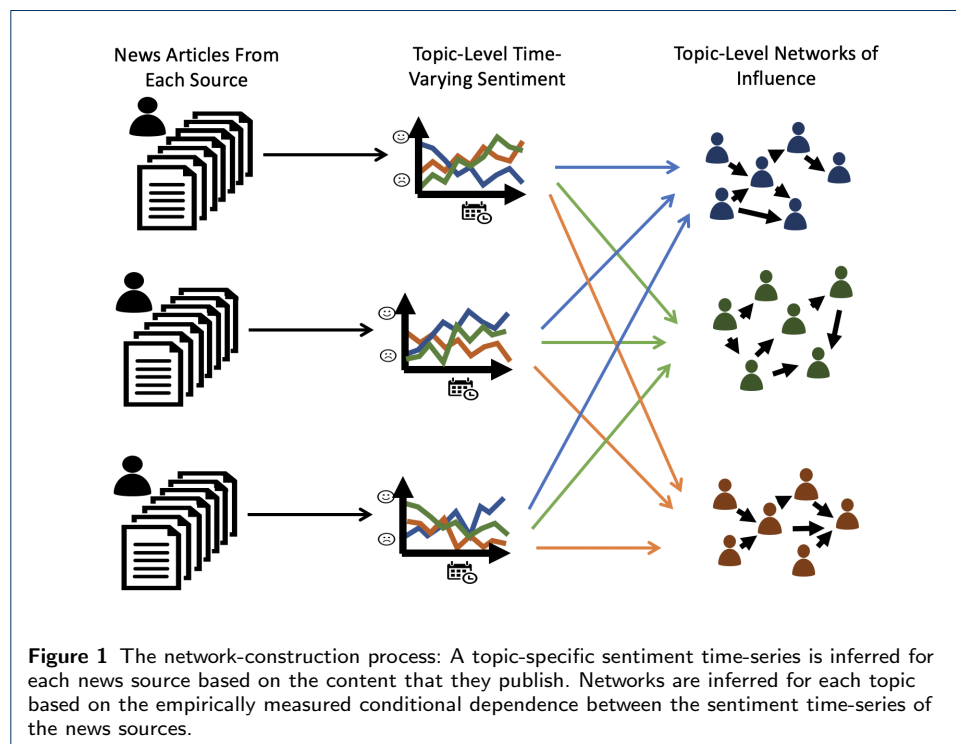 News Articles From
Each Source
Topic-Level Time-
Varying Sentiment
Topic-Level Networks of
Influence
Figure 1 The network-construction process: A topic-specific sentiment time-series is inferred for
each news source based on the content that they publish. Networks are inferred for each topic
based on the empirically measured conditional dependence between the sentiment time-series of
the news sources.